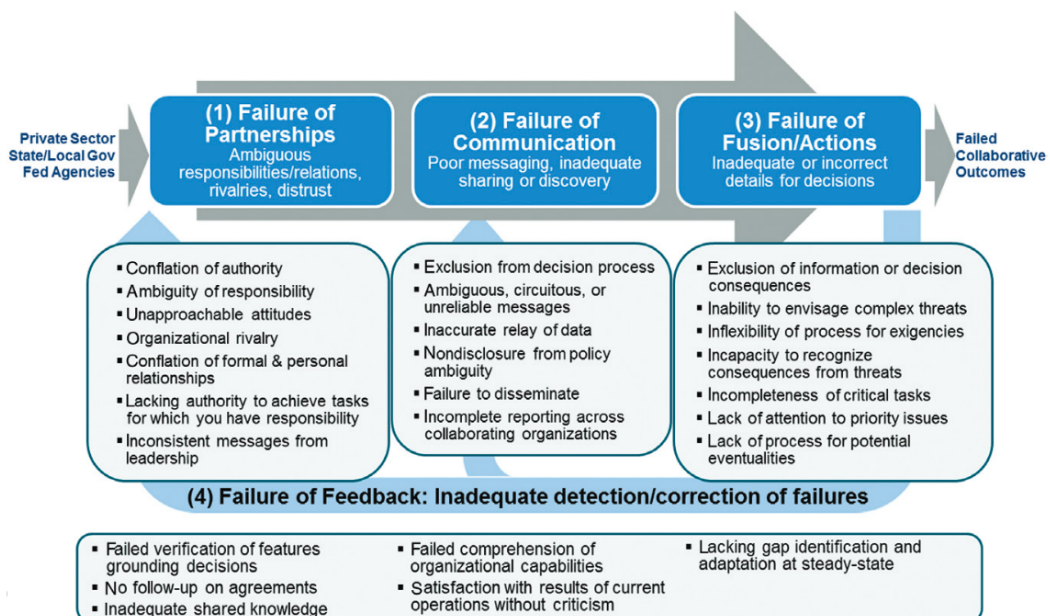 Private Sector
State/Local Gov
Fed Agencies
(1) Failure of
Partnerships
Ambiguous
responsibilities/relations,
rivalries, distrust
(2) Failure of
Communication
Poor messaging, inadequate
sharing or discovery
(3) Failure of
Fusion/Actions
Inadequate or incorrect
details for decisions
Failed
Collaborative
Outcomes
▪ Conflation of authority
▪ Ambiguity of responsibility
▪ Unapproachable attitudes
▪ Organizational rivalry
▪ Conflation of formal & personal
relationships
▪ Lacking authority to achieve tasks
for which you have responsibility
▪ Inconsistent messages from
leadership
▪ Exclusion from decision process
▪ Ambiguous, circuitous, or
unreliable messages
▪ Inaccurate relay of data
▪ Nondisclosure from policy
ambiguity
▪ Failure to disseminate
▪ Incomplete reporting across
collaborating organizations
▪ Exclusion of information or decision
consequences
▪ Inability to envisage complex threats
▪ Inflexibility of process for exigencies
▪ Incapacity to recognize
consequences from threats
▪ Incompleteness of critical tasks
▪ Lack of attention to priority issues
▪ Lack of process for potential
eventualities
(4) Failure of Feedback: Inadequate detection/correction of failures
▪ Failed verification of features
grounding decisions
▪ No follow-up on agreements
▪ Inadequate shared knowledge
▪ Failed comprehension of
organizational capabilities
▪ Satisfaction with results of current
operations without criticism
▪ Lacking gap identification and
adaptation at steady-state